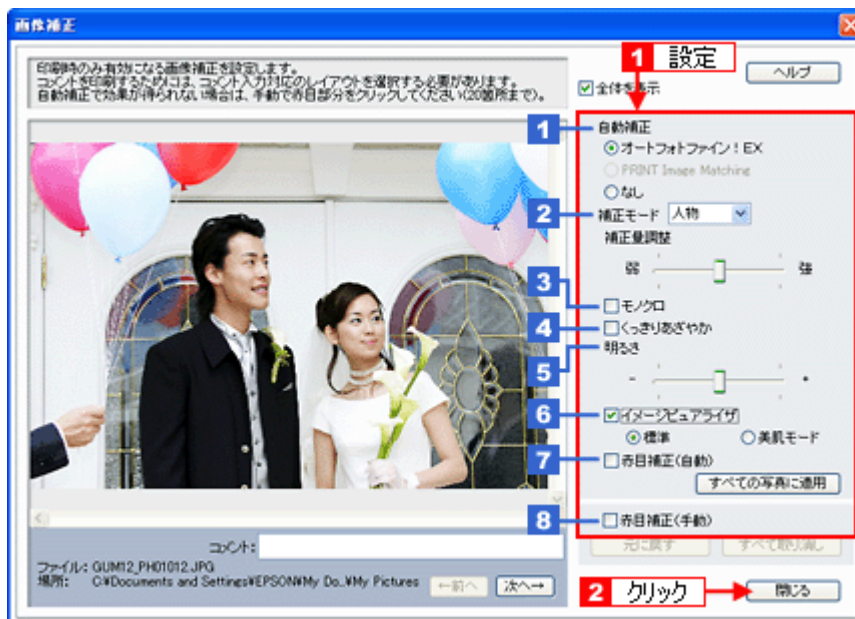 画像補正
印刷時のみ有効になる画像補正を設定します。
コメントを印刷するためには、コメント入力対応のレイアウトを選択する必要があります。
自動補正で効果が得られない場合は、手動で赤目部分をクリックしてください(20箇所まで)。
1 設定
ヘルプ
全体を表示
1 自動補正
オートフォトファイン！EX
PRINT Image Matching
なし
2 補正モード 人物
補正量調整
弱 強
3 モノクロ
4 くっきりあざやか
5 明るさ
- +
6 イメージピュアライザ
標準 美肌モード
7 赤目補正(自動)
すべての写真に適用
8 赤目補正(手動)
元に戻す すべて取り消し
コメント:
ファイル: GUM12_PH01012.JPG
場所: C:¥Documents and Settings¥EPSON¥My Do..¥My Pictures
←前へ 次へ→
2 クリック
閉じる